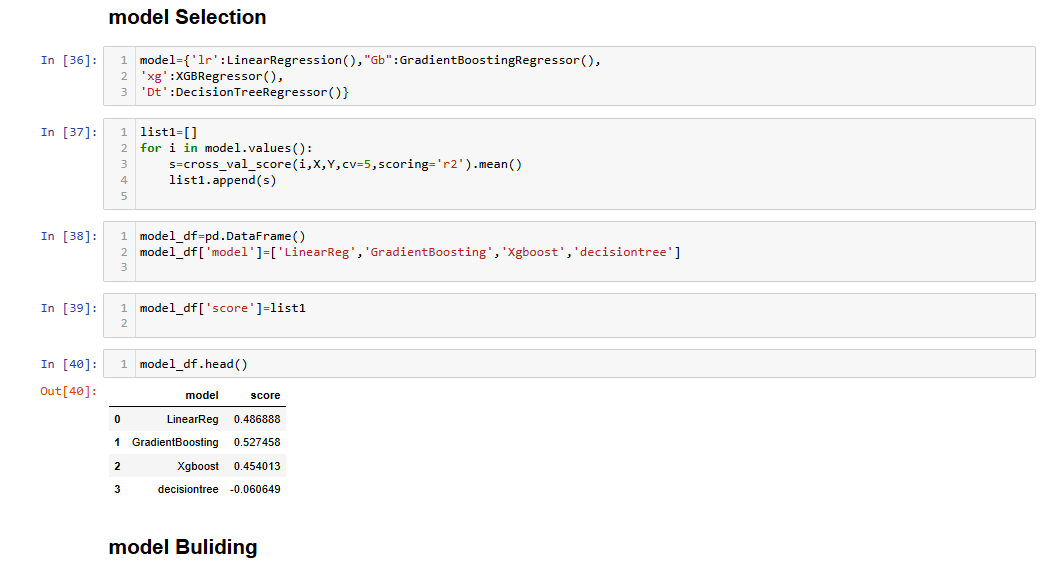 model Selection
In [36]:
1 model={'lr':LinearRegression(),"Gb":GradientBoostingRegressor(),
2 'xg':XGBRegressor(),
3 'Dt':DecisionTreeRegressor()}
In [37]:
1 list1=[]
2 for i in model.values():
3     s=cross_val_score(i,X,Y,cv=5,scoring='r2').mean()
4     list1.append(s)
5
In [38]:
1 model_df=pd.DataFrame()
2 model_df['model']=['LinearReg','GradientBoosting','Xgboost','decisiontree']
3
In [39]:
1 model_df['score']=list1
2
In [40]:
1 model_df.head()
Out[40]:
model score
0 LinearReg 0.486888
1 GradientBoosting 0.527458
2 Xgboost 0.454013
3 decisiontree -0.060649
model Buliding